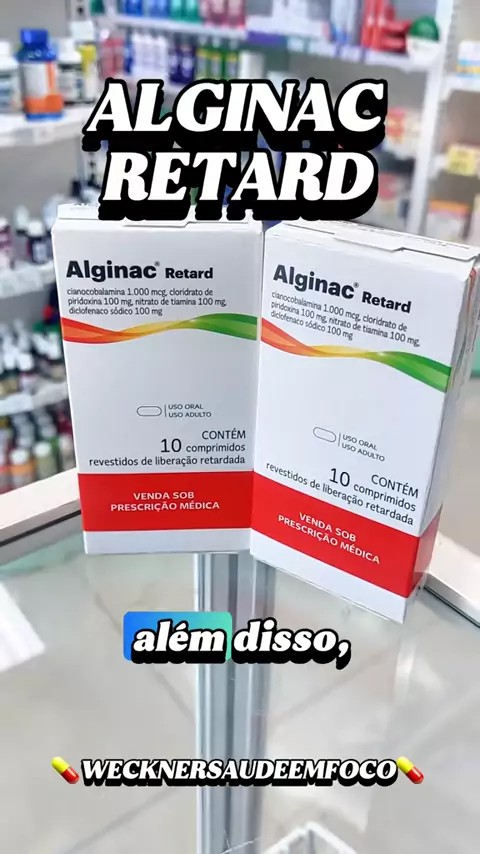 ALGINAC
RETARD
Alginac® Retard
cianocobalamina 1.000 mcg, cloridrato de
piridoxina 100 mg, nitrato de tiamina 100 mg,
diclofenaco sódico 100 mg
USO ORAL
USO ADULTO
CONTÉM
10 comprimidos
revestidos de liberação retardada
VENDA SOB
PRESCRIÇÃO MÉDICA
Alginac® Retard
cianocobalamina 1.000 mcg, cloridrato de
piridoxina 100 mg, nitrato de tiamina 100 mg,
diclofenaco sódico 100 mg
USO ORAL
USO ADULTO
CONTÉM
10 comprimidos
revestidos de liberação retardada
VENDA SOB
PRESCRIÇÃO MÉDICA
além disso,
WECKNERSAUDEEMFOCO